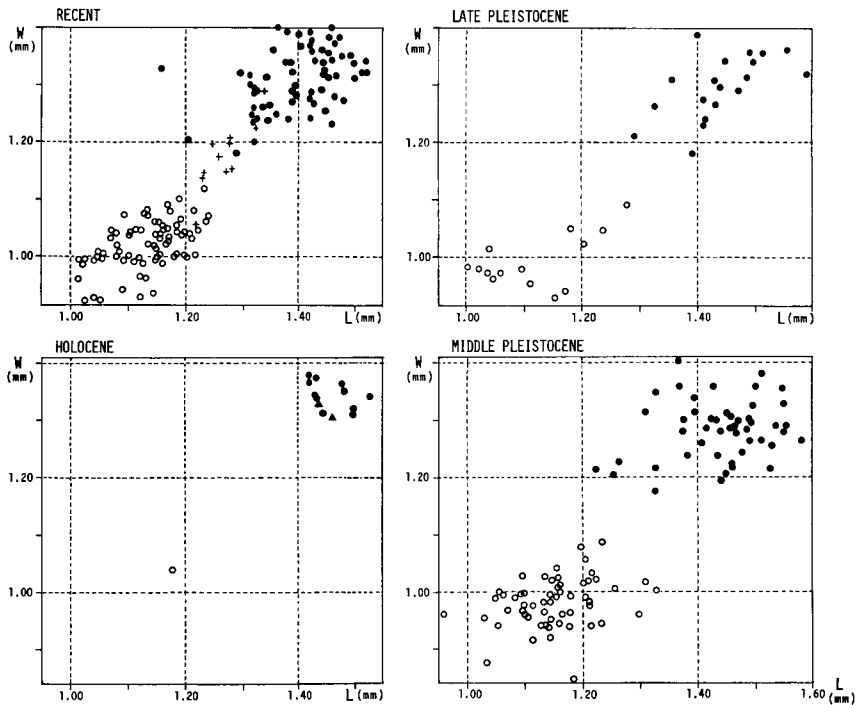 RECENT
W
(mm)
1.20
1.00
1.00 1.20 1.40 L(mm)
LATE PLEISTOCENE
W
(mm)
1.20
1.00
1.00 1.20 1.40 L(mm) 1.60
HOLOCENE
W
(mm)
1.20
1.00
1.00 1.20 1.40 L(mm)
MIDDLE PLEISTOCENE
W
(mm)
1.20
1.00
1.00 1.20 1.40 1.60 L
(mm)